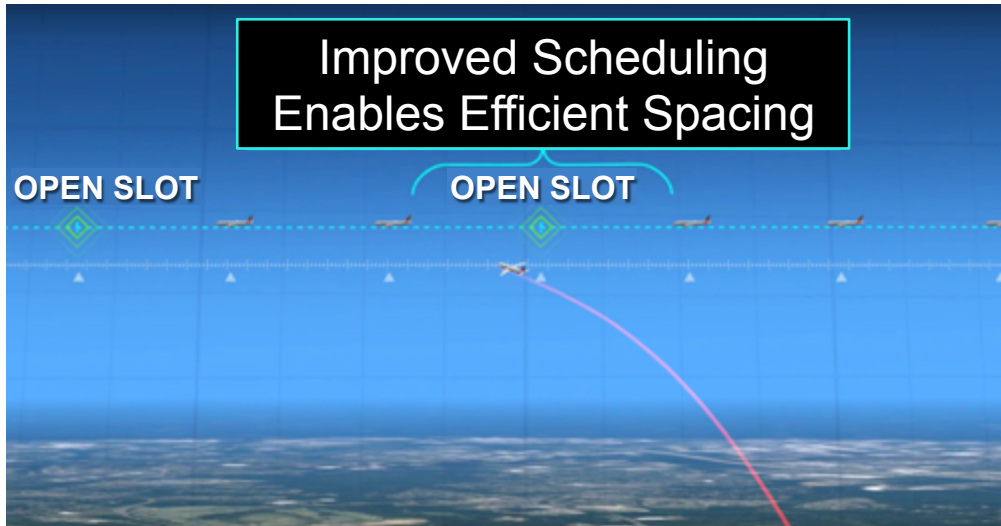 Improved Scheduling
Enables Efficient Spacing
OPEN SLOT
OPEN SLOT